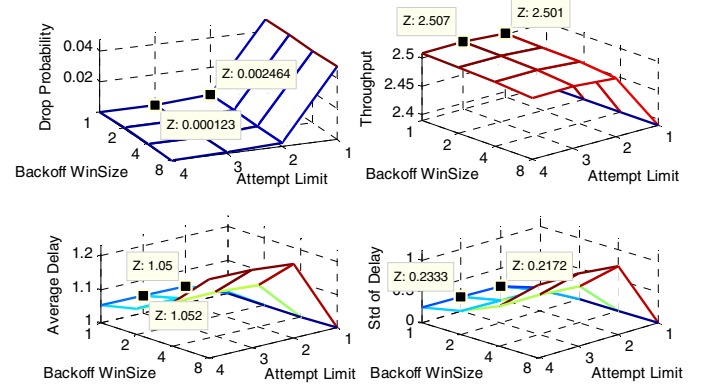 Z: 2.507
Z: 2.501
0.04
0.02
Drop Probability
Z: 0.002464
Z: 0.000123
1
2
4
8
4
3
2
1
Backoff WinSize
Attempt Limit
2.5
2.45
2.4
Throughput
1
2
4
8
4
3
2
1
Backoff WinSize
Attempt Limit
1.2
1.1
1
Average Delay
Z: 1.05
Z: 1.052
1
2
4
8
4
3
2
1
Backoff WinSize
Attempt Limit
1
0
Std of Delay
Z: 0.2333
Z: 0.2172
1
2
4
8
4
3
2
1
Backoff WinSize
Attempt Limit